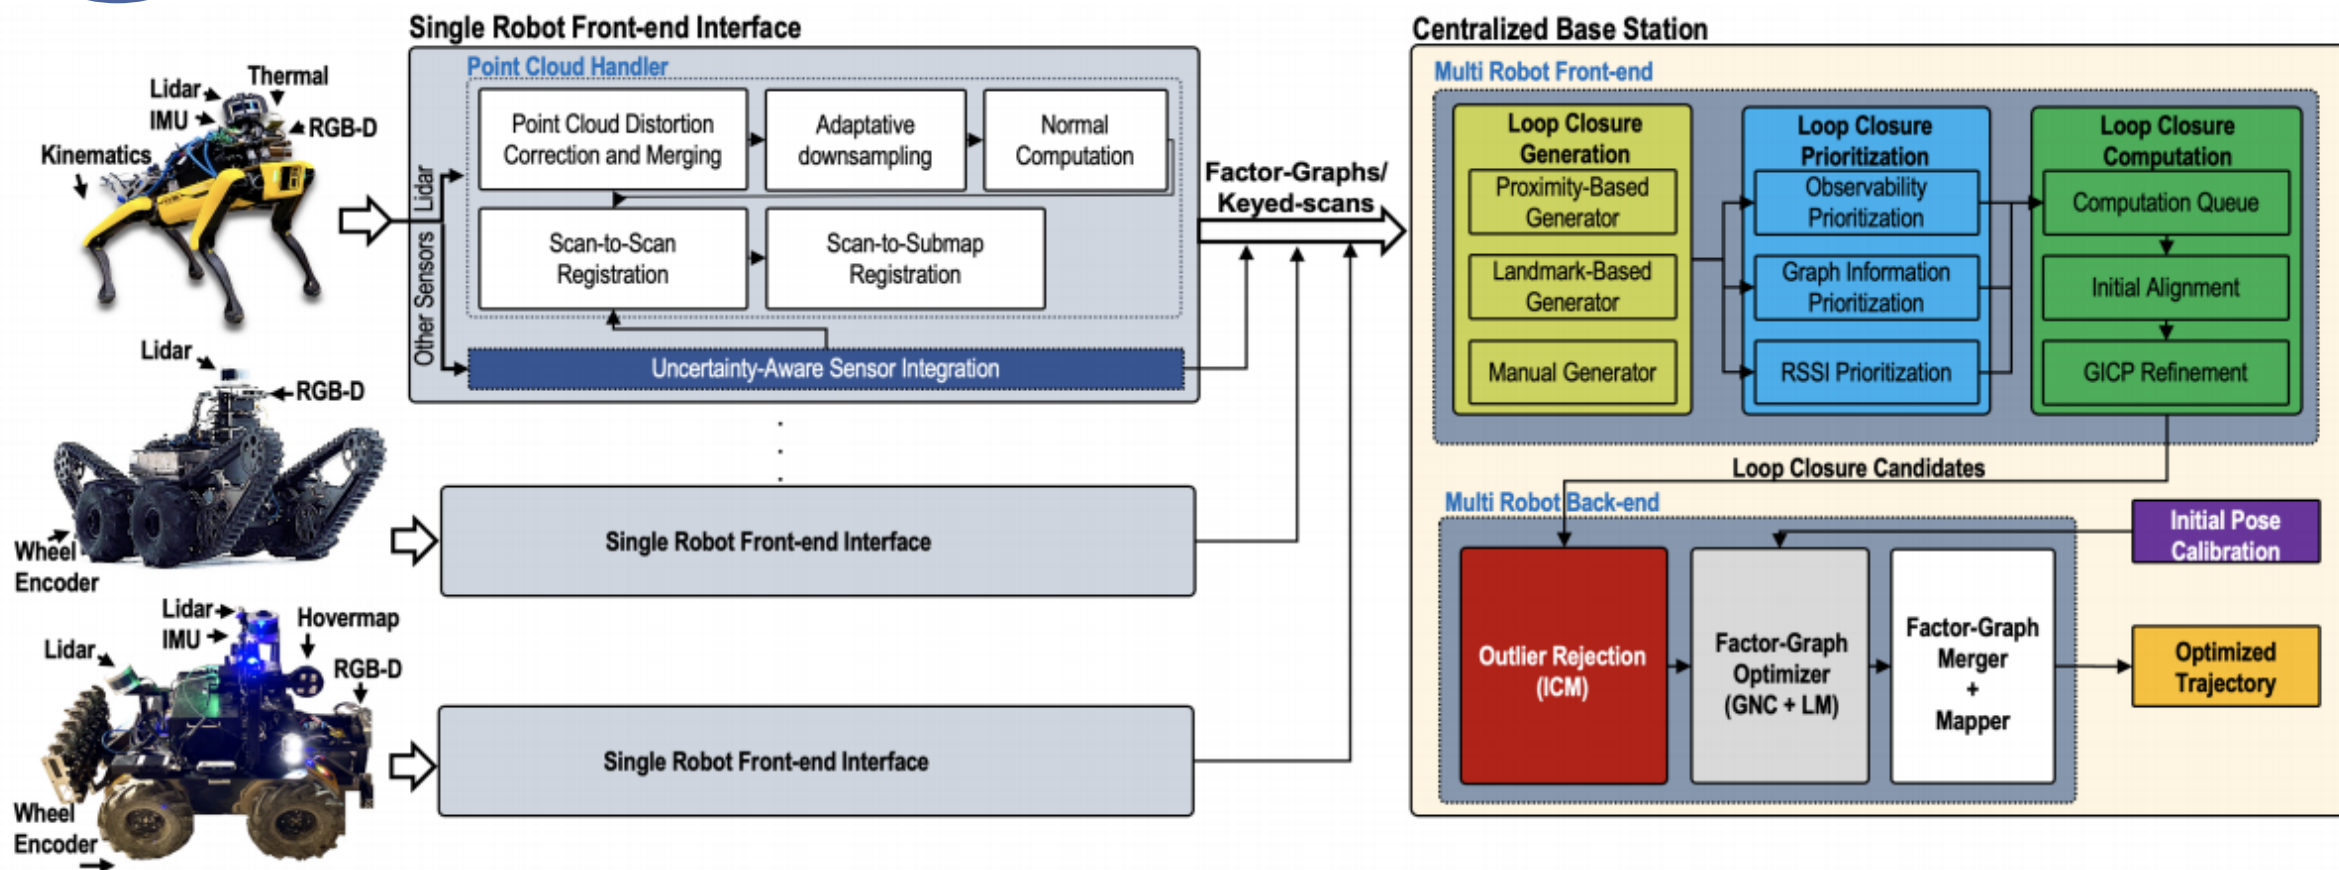 Single Robot Front-end Interface
Point Cloud Handler
Point Cloud Distortion
Correction and Merging
Adaptative
downsampling
Normal
Computation
Scan-to-Scan
Registration
Scan-to-Submap
Registration
Uncertainty-Aware Sensor Integration
Lidar
Other Sensors
Thermal
Lidar
IMU
RGB-D
Kinematics
Lidar
RGB-D
Wheel
Encoder
Lidar
IMU
Hovermap
Lidar
RGB-D
Wheel
Encoder
Single Robot Front-end Interface
Single Robot Front-end Interface
Factor-Graphs/
Keyed-scans
Centralized Base Station
Multi Robot Front-end
Loop Closure
Generation
Proximity-Based
Generator
Landmark-Based
Generator
Manual Generator
Loop Closure
Prioritization
Observability
Prioritization
Graph Information
Prioritization
RSSI Prioritization
Loop Closure
Computation
Computation Queue
Initial Alignment
GICP Refinement
Loop Closure Candidates
Multi Robot Back-end
Outlier Rejection
(ICM)
Factor-Graph
Optimizer
(GNC + LM)
Factor-Graph
Merger
+
Mapper
Initial Pose
Calibration
Optimized
Trajectory